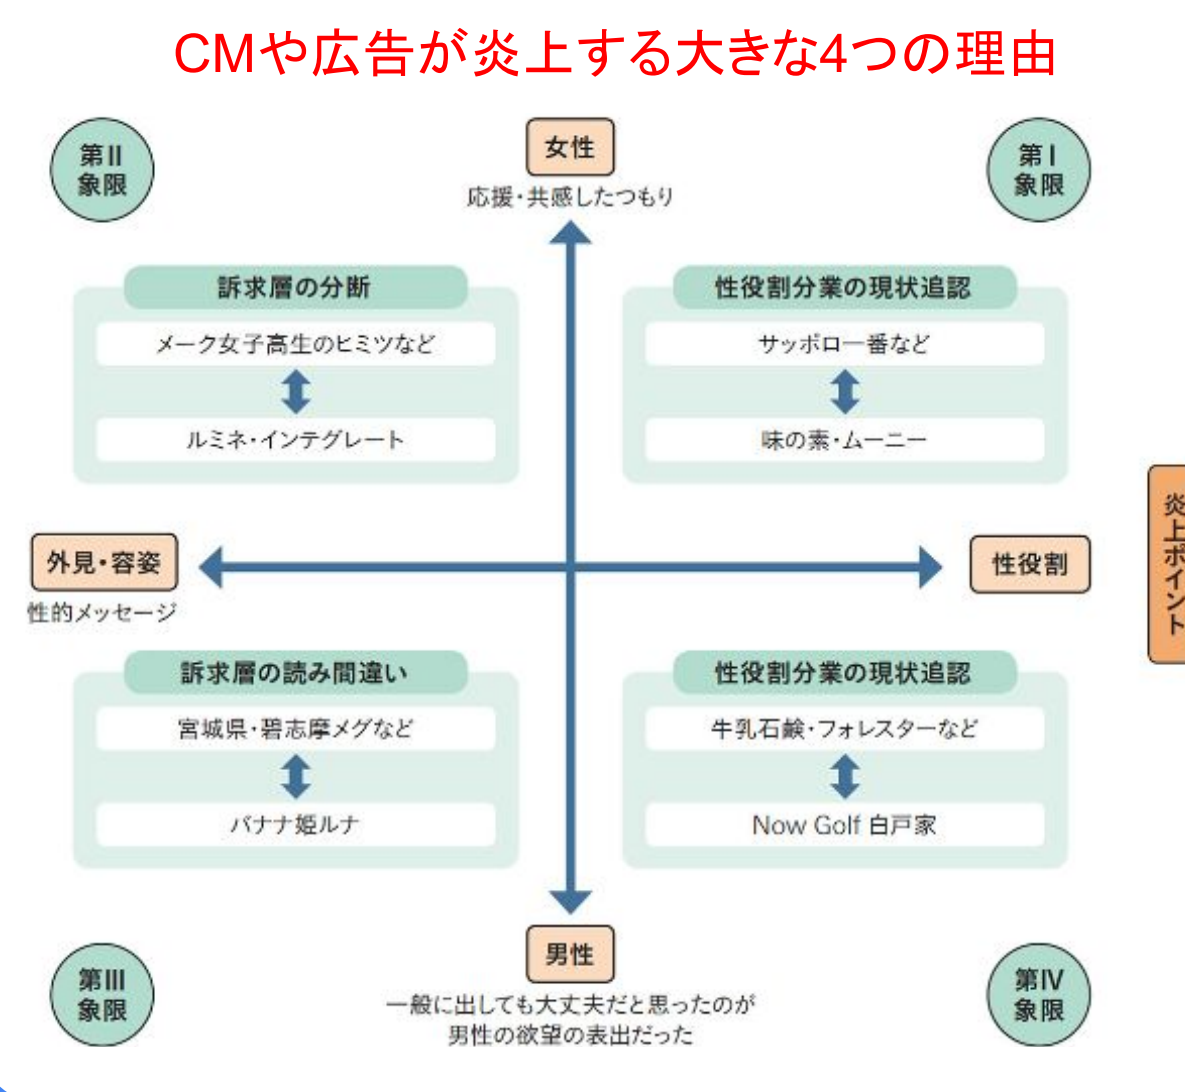 CMや広告が炎上する大きな4つの理由
第II
象限
女性
応援・共感したつもり
第I
象限
訴求層の分断
メーク女子高生のヒミツなど
ルミネ・インテグレート
性役割分業の現状追認
サッポロ一番など
味の素・ムーニー
外見・容姿
性的メッセージ
性役割
炎上ポイント
訴求層の読み間違い
宮城県・碧志摩メグなど
バナナ姫ルナ
性役割分業の現状追認
牛乳石鹸・フォレスターなど
Now Golf 白戸家
第III
象限
男性
一般に出しても大丈夫だと思ったのが
男性の欲望の表出だった
第IV
象限